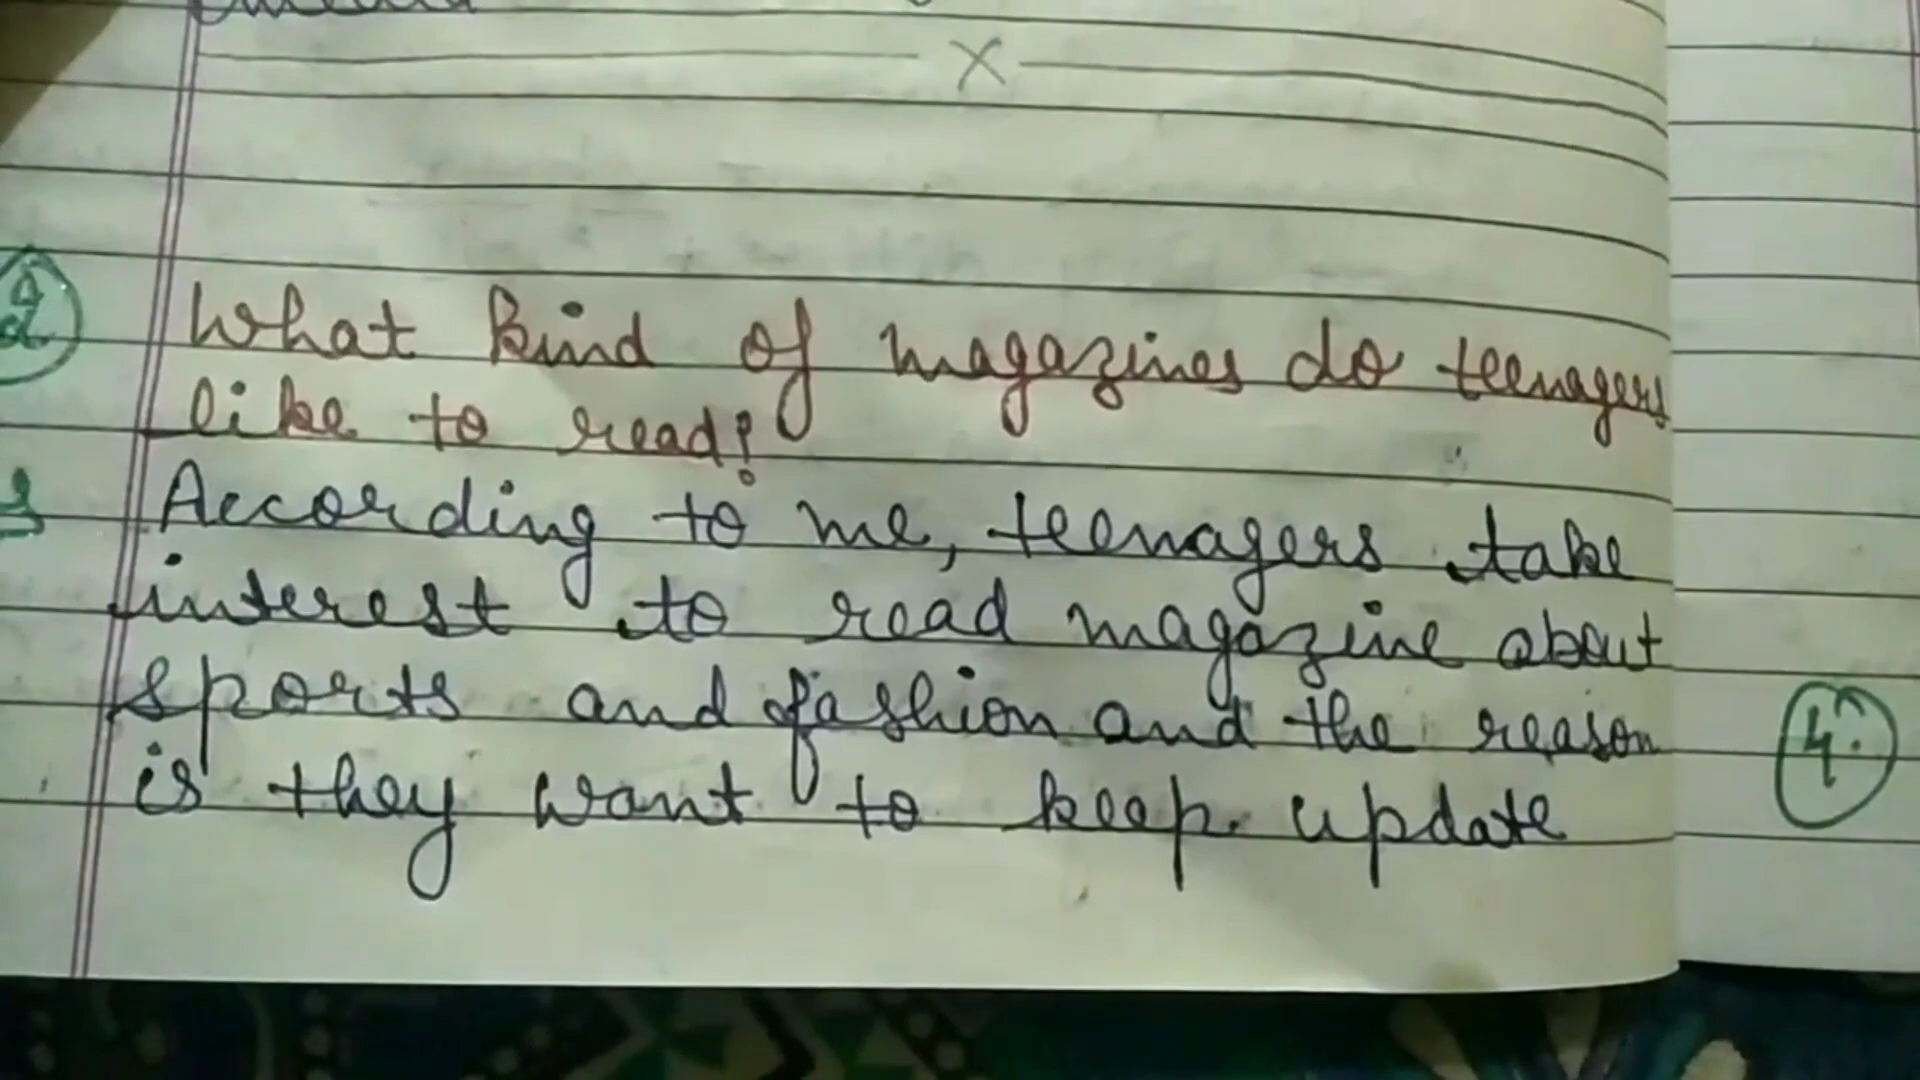 What kind of magazines do teenagers
like to read?
According to me, teenagers take
interest to read magazine about
sports and fashion and the reason
is they want to keep update
4